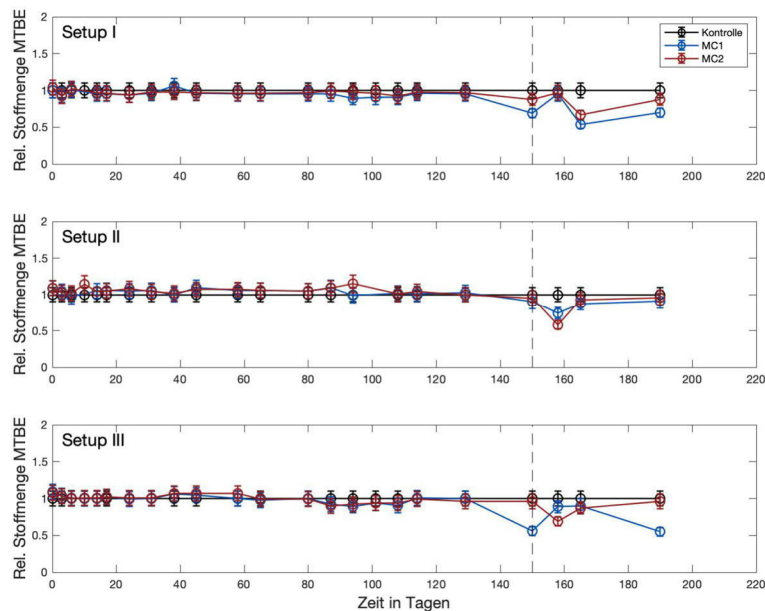 Setup I
Kontrolle
MC1
MC2
Rel. Stoffmenge MTBE
2
1.5
1
0.5
0
0 20 40 60 80 100 120 140 160 180 200 220
Setup II
Rel. Stoffmenge MTBE
2
1.5
1
0.5
0
0 20 40 60 80 100 120 140 160 180 200 220
Setup III
Rel. Stoffmenge MTBE
2
1.5
1
0.5
0
0 20 40 60 80 100 120 140 160 180 200 220
Zeit in Tagen